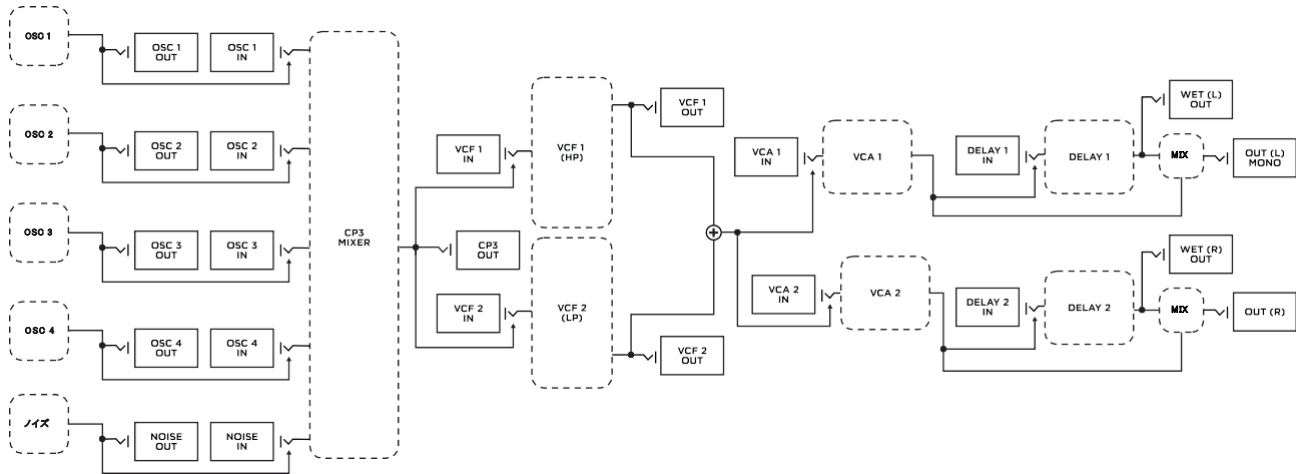 OSC 1
OSC 1
OUT
OSC 1
IN
OSC 2
OSC 2
OUT
OSC 2
IN
OSC 3
OSC 3
OUT
OSC 3
IN
OSC 4
OSC 4
OUT
OSC 4
IN
ノイズ
NOISE
OUT
NOISE
IN
CP3
MIXER
VCF 1
IN
VCF 1
(HP)
VCF 1
OUT
CP3
OUT
VCF 2
IN
VCF 2
(LP)
VCF 2
OUT
VCA 1
IN
VCA 1
DELAY 1
IN
DELAY 1
WET (L)
OUT
MIX
OUT (L)
MONO
VCA 2
IN
VCA 2
DELAY 2
IN
DELAY 2
WET (R)
OUT
MIX
OUT (R)